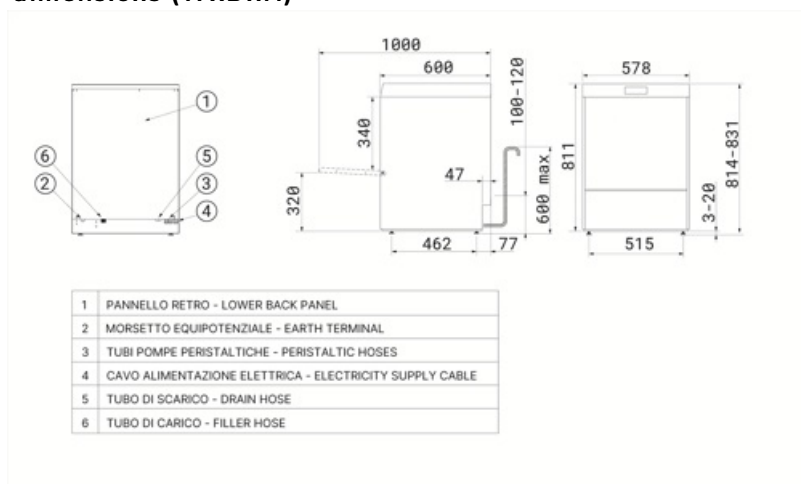 1000
600
578
100-120
1
340
811
814-831
6
5
47
600 max
2
3
320
4
3-20
462
77
515
1 PANNELLO RETRO - LOWER BACK PANEL
2 MORSETTO EQUIPOTENZIALE - EARTH TERMINAL
3 TUBI POMPE PERISTALTICHE - PERISTALTIC HOSES
4 CAVO ALIMENTAZIONE ELETTRICA - ELECTRICITY SUPPLY CABLE
5 TUBO DI SCARICO - DRAIN HOSE
6 TUBO DI CARICO - FILLER HOSE